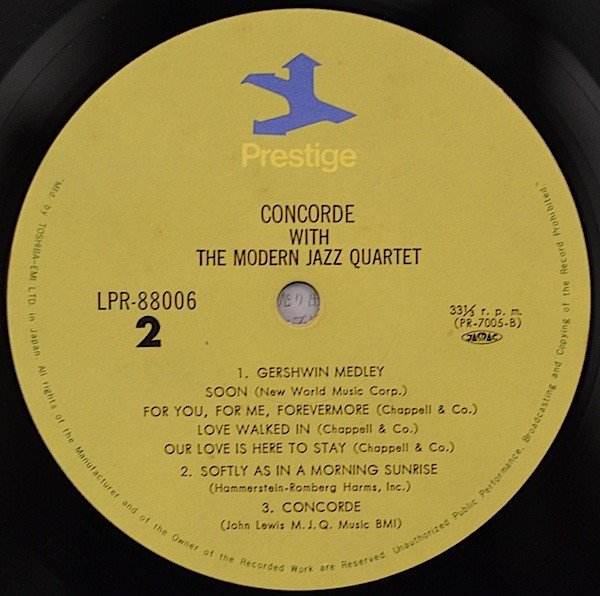 Prestige
CONCORDE
WITH
THE MODERN JAZZ QUARTET
LPR-88006
2
売り出
33⅓ r. p. m.
(PR-7005-B)
JASRAC
1. GERSHWIN MEDLEY
SOON (New World Music Corp.)
FOR YOU, FOR ME, FOREVERMORE (Chappell & Co.)
LOVE WALKED IN (Chappell & Co.)
OUR LOVE IS HERE TO STAY (Chappell & Co.)
2. SOFTLY AS IN A MORNING SUNRISE
(Hammerstein-Romberg Harms, Inc.)
3. CONCORDE
(John Lewis M.J.Q. Music BMI)
"Mfd. by TOSHIBA-EMI LTD. in Japan. All rights of the Manufacturer and of the Owner of the Recorded Work are Reserved. Unauthorized Public Performance, Broadcasting and Copying of the Record Prohibited."